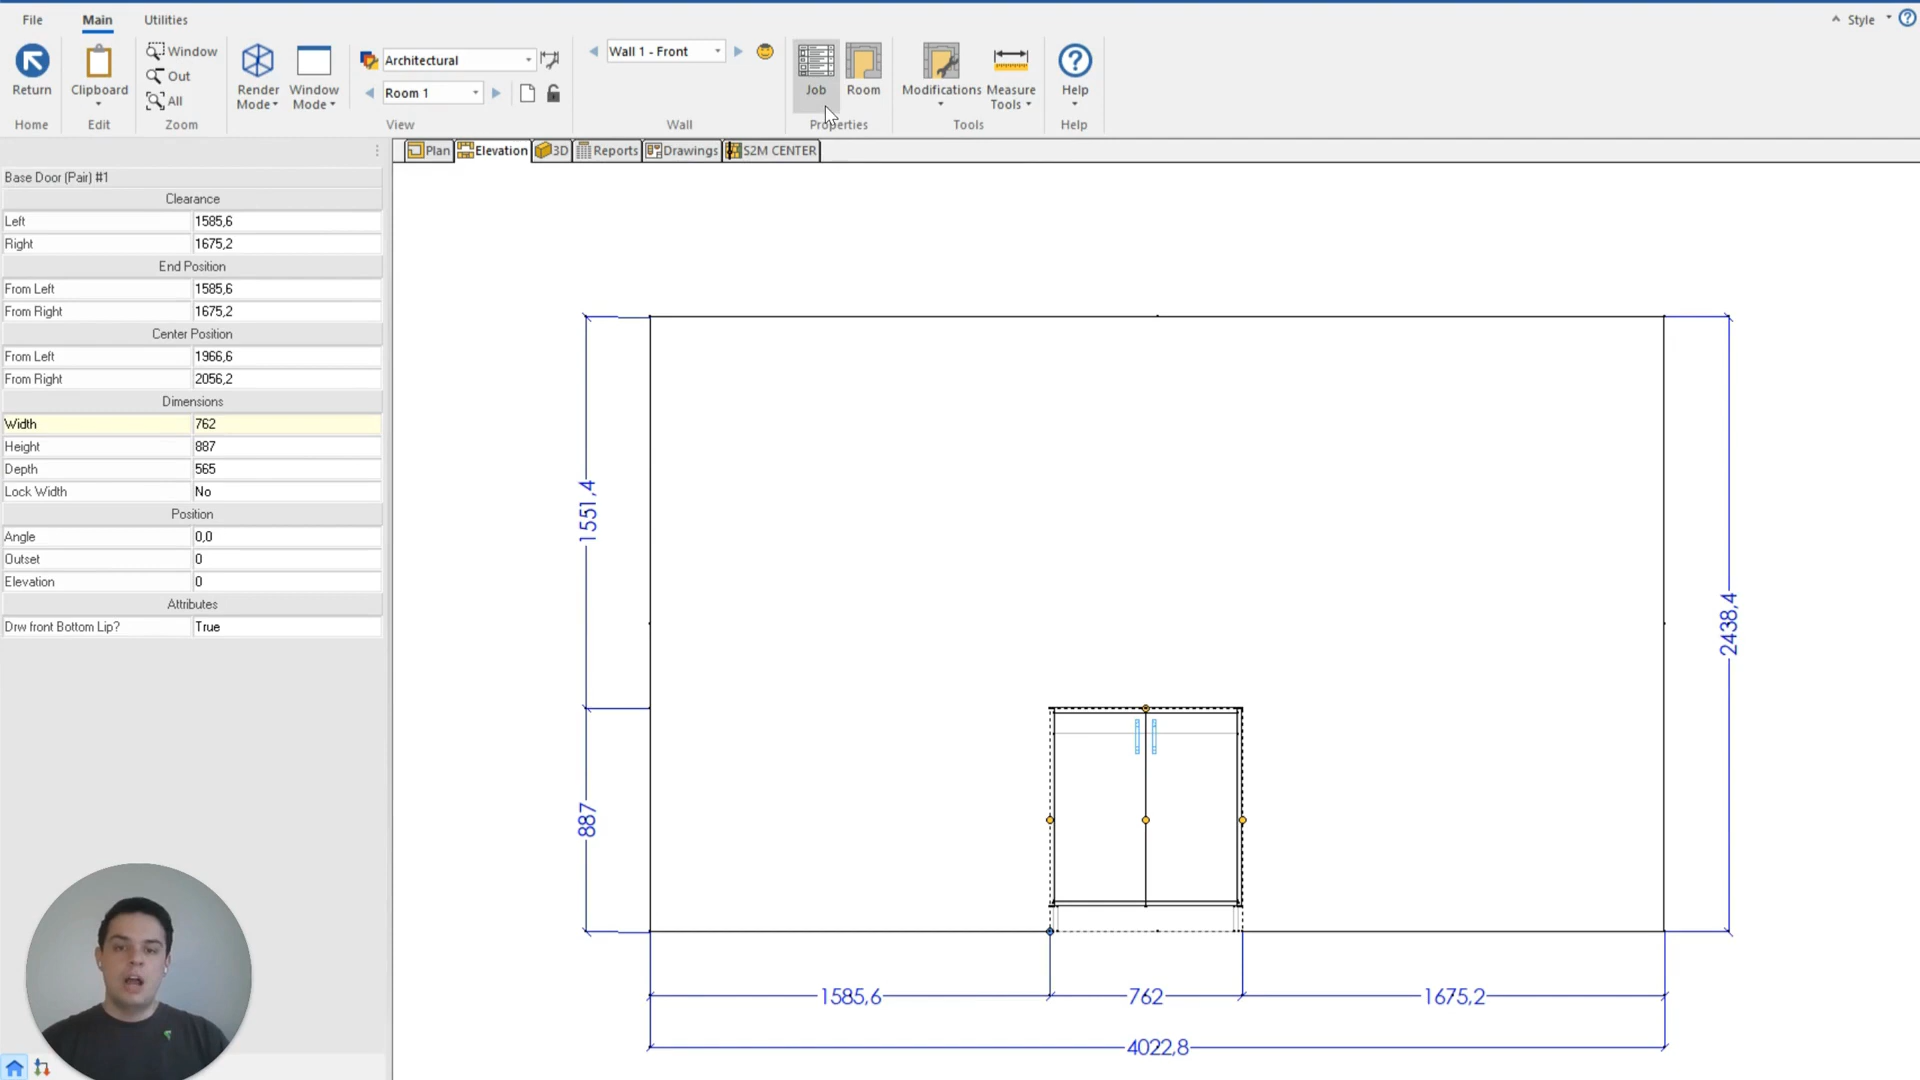 File
Main
Utilities
Style
Return
Home
Clipboard
Edit
Window
Out
All
Zoom
Render Mode
Window Mode
Architectural
Room 1
View
Wall 1 - Front
Wall
Job
Room
Properties
Modifications
Measure Tools
Tools
Help
Help
Plan
Elevation
3D
Reports
Drawings
S2M CENTER
Base Door (Pair) #1
Clearance
Left 1585,6
Right 1675,2
End Position
From Left 1585,6
From Right 1675,2
Center Position
From Left 1966,6
From Right 2056,2
Dimensions
Width 762
Height 887
Depth 565
Lock Width No
Position
Angle 0,0
Outset 0
Elevation 0
Attributes
Drw front Bottom Lip? True
1551,4
887
2438,4
1585,6
762
1675,2
4022,8